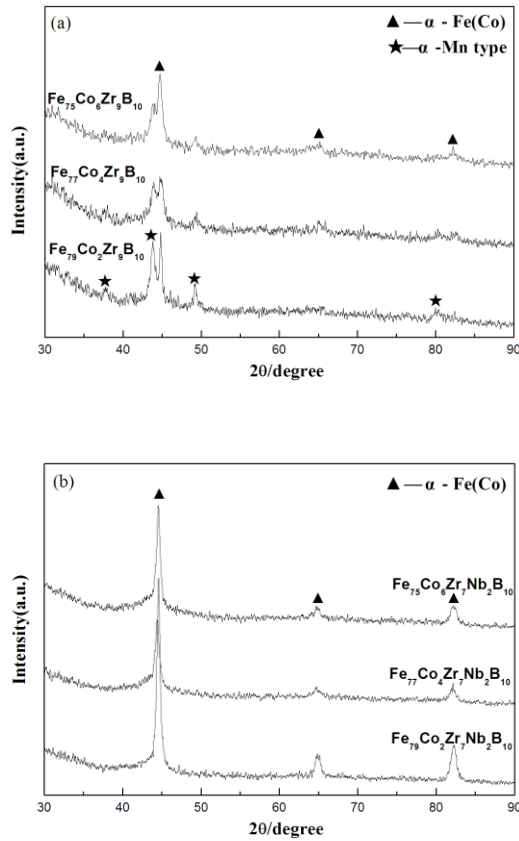 (a)
▲—α - Fe(Co)
★—α -Mn type
Fe₇₅Co₆Zr₉B₁₀
Fe₇₇Co₄Zr₉B₁₀
Fe₇₉Co₂Zr₉B₁₀
Intensity(a.u.)
30 40 50 60 70 80 90
2θ/degree
(b)
▲—α - Fe(Co)
Fe₇₅Co₆Zr₇Nb₂B₁₀
Fe₇₇Co₄Zr₇Nb₂B₁₀
Fe₇₉Co₂Zr₇Nb₂B₁₀
Intensity(a.u.)
30 40 50 60 70 80 90
2θ/degree